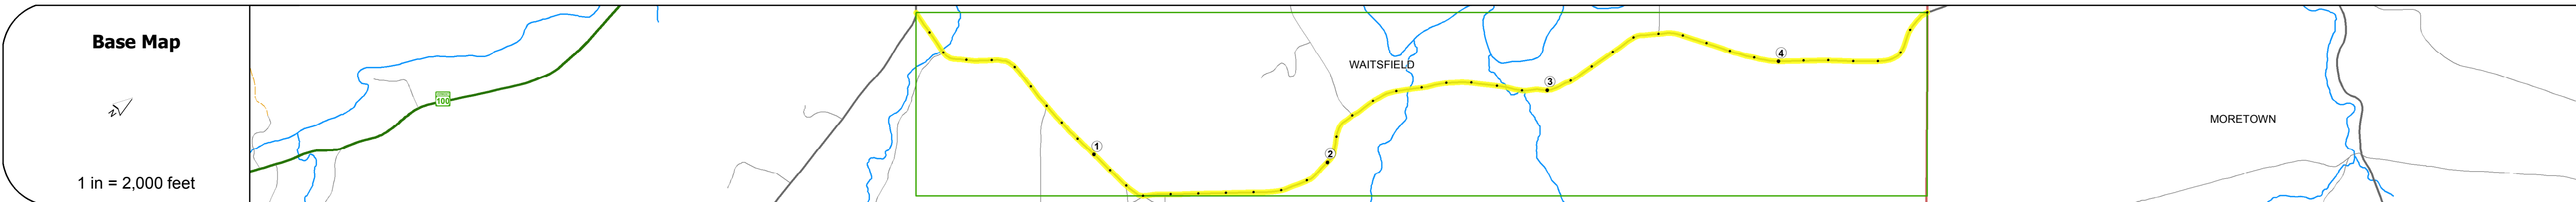 Base Map
N
1 in = 2,000 feet
100
1
2
WAITSFIELD
3
4
MORETOWN